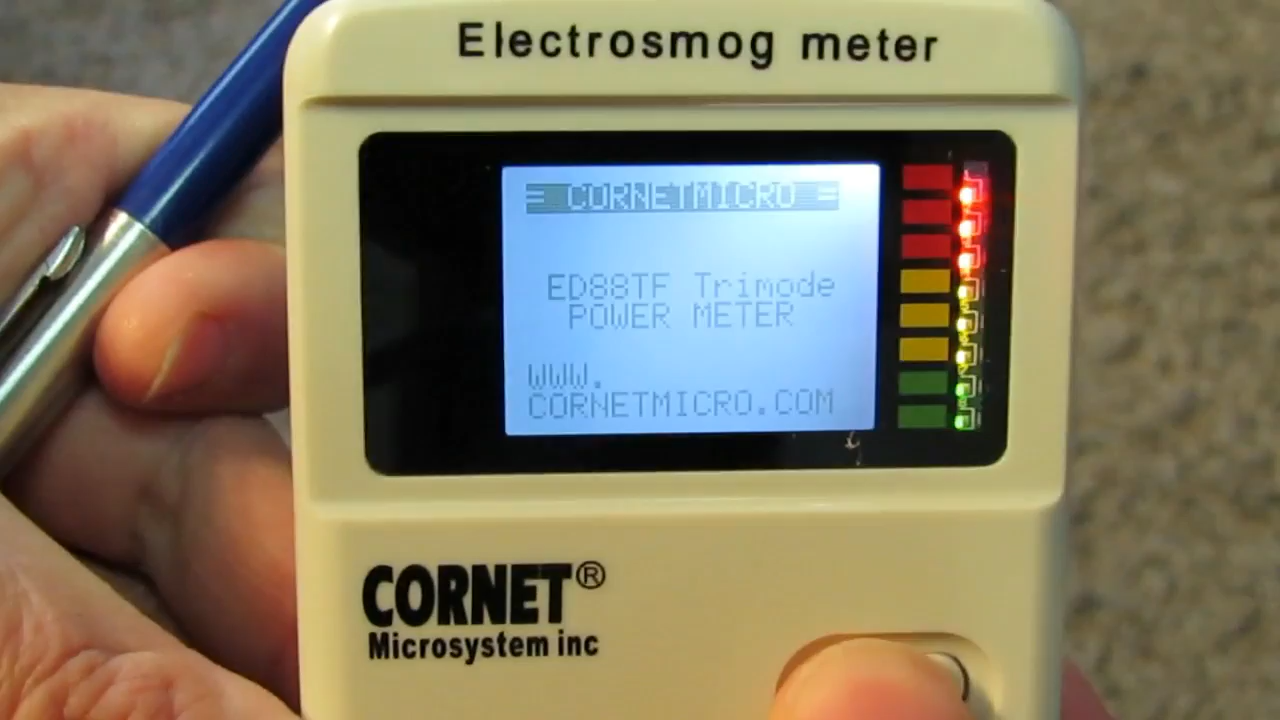 Electrosmog meter
= CORNETMICRO =
ED88TF Trimode
POWER METER
WWW.
CORNETMICRO.COM
CORNET®
Microsystem inc